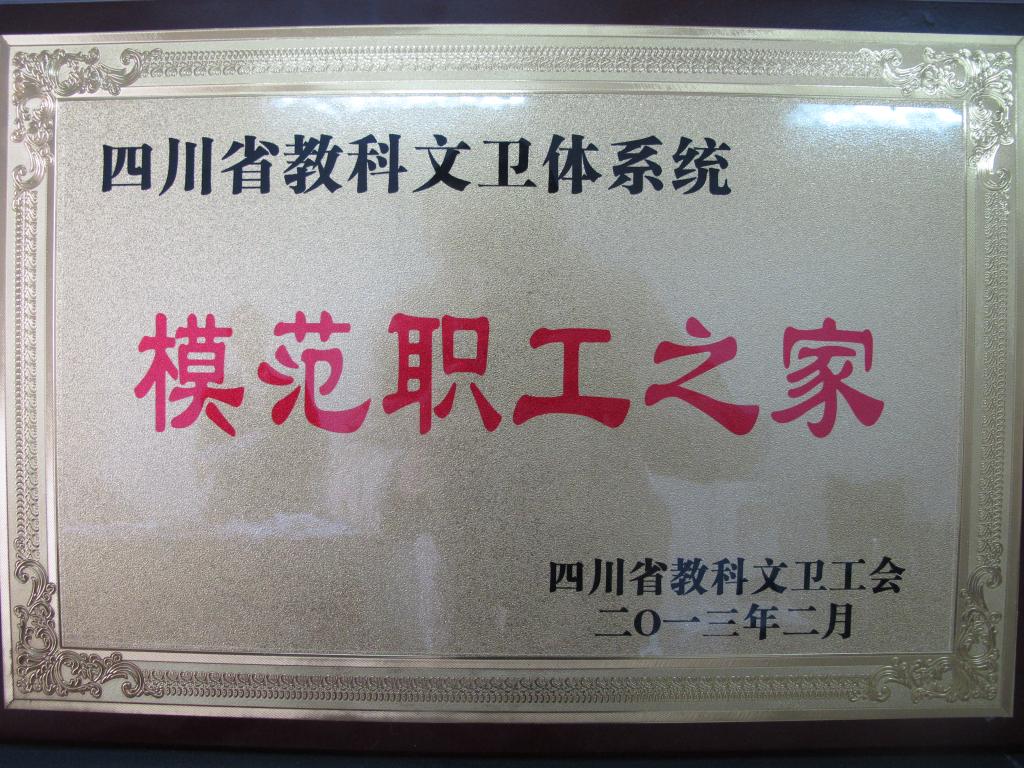 四川省教科文卫体系统
模范职工之家
四川省教科文卫工会
二〇一三年二月